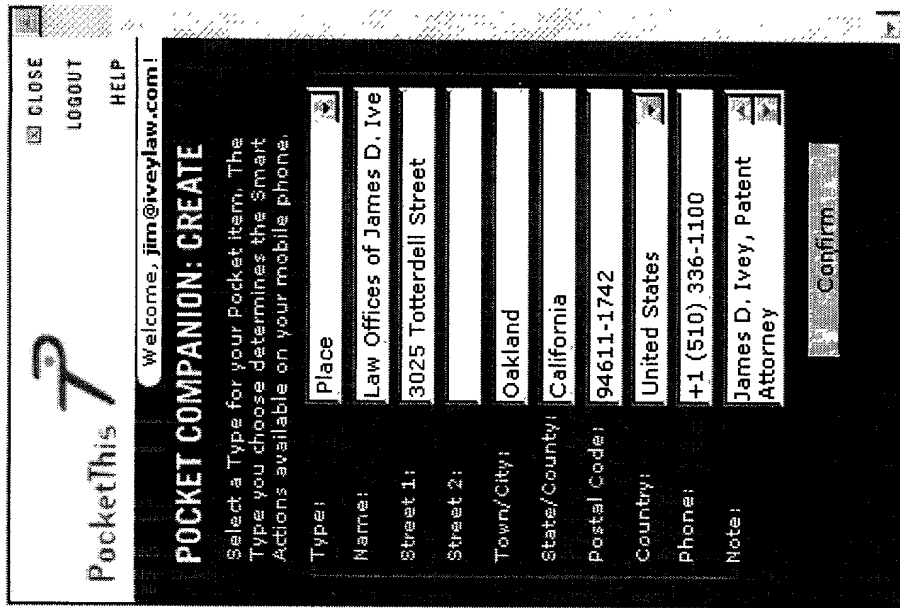 PocketThis
CLOSE
LOGOUT
HELP
Welcome, jim@iveylaw.com!
POCKET COMPANION: CREATE
Select a Type for your Pocket item. The
Type you choose determines the Smart
Actions available on your mobile phone.
Type: Place
Name: Law Offices of James D. Ive
Street 1: 3025 Totterdell Street
Street 2:
Town/City: Oakland
State/County: California
Postal Code: 94611-1742
Country: United States
Phone: +1 (510) 336-1100
Note: James D. Ivey, Patent
Attorney
Confirm